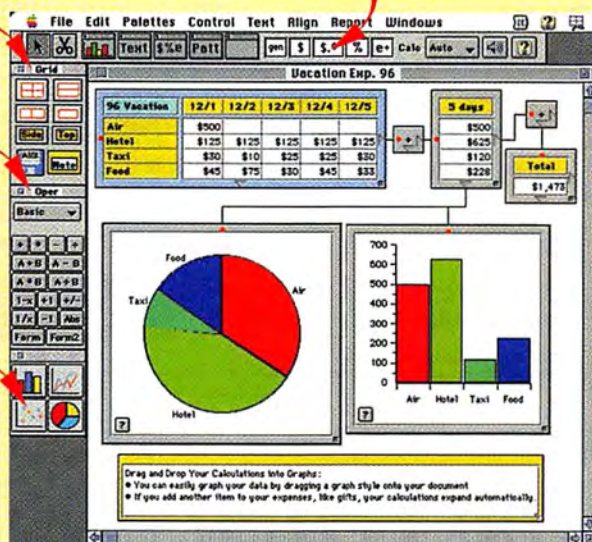 File Edit Palettes Control Text Align Report Windows
Text $%e Patt gen $ $.¢ % e+ Calc Auto
Grid
Vacation Exp. 96
Side Top
Note
Oper
Basic
A+B A-B
1-x +1 +/-
1/x -1 Abs
Form Form2
96 Vacation 12/1 12/2 12/3 12/4 12/5
Air $500
Hotel $125 $125 $125 $125 $125
Taxi $30 $10 $25 $25 $30
Food $45 $75 $30 $45 $33
5 days
$500
$625
$120
$228
Total
$1,473
Food
Air
Taxi
Hotel
700
600
500
400
300
200
100
0
Air Hotel Taxi Food
Drag and Drop Your Calculations into Graphs:
• You can easily graph your data by dragging a graph style onto your document
• If you add another item to your expenses, like gifts, your calculations expand automatically.